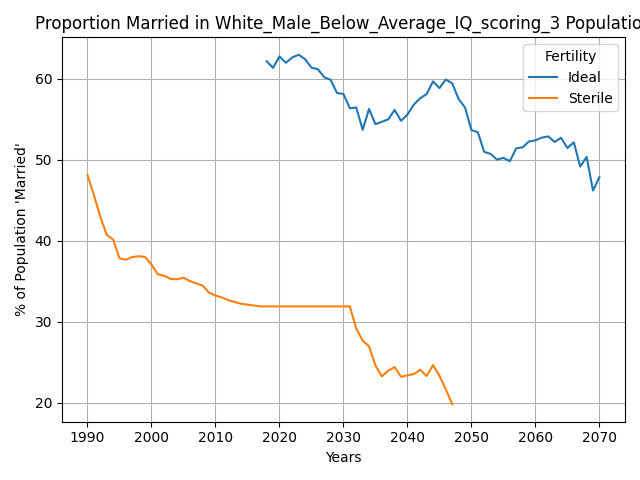 Proportion Married in White_Male_Below_Average_IQ_scoring_3 Populatio
Fertility
Ideal
Sterile
% of Population 'Married'
60
50
40
30
20
1990 2000 2010 2020 2030 2040 2050 2060 2070
Years